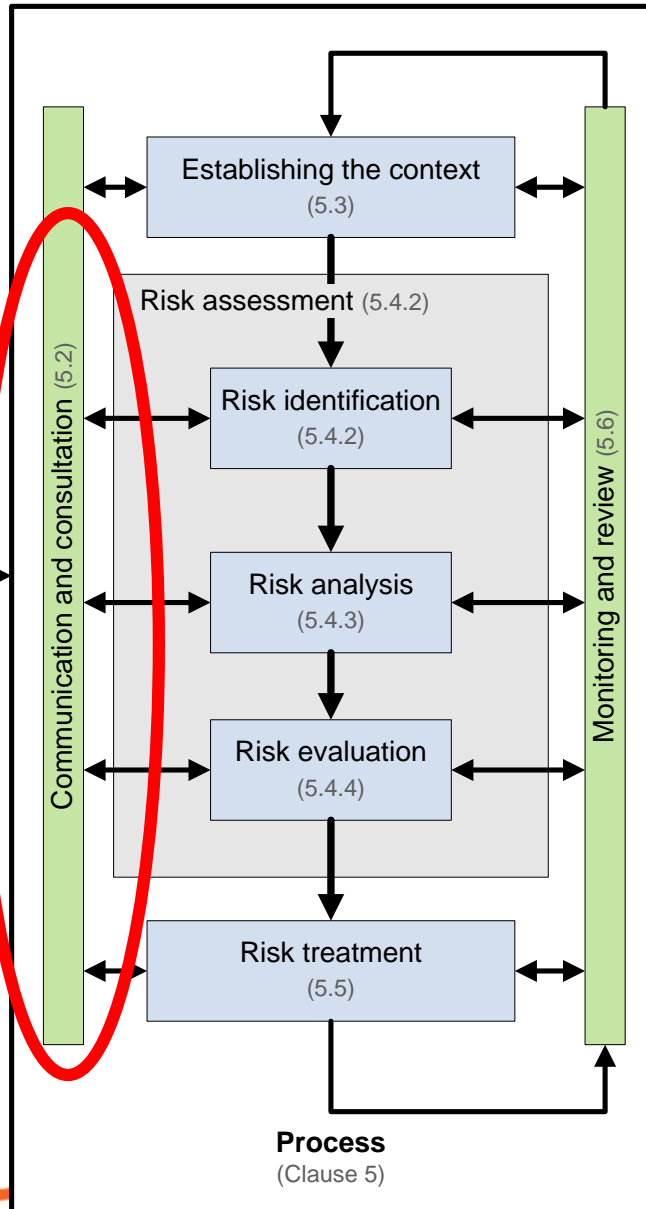 Establishing the context
(5.3)
Risk assessment (5.4.2)
Risk identification
(5.4.2)
Risk analysis
(5.4.3)
Risk evaluation
(5.4.4)
Risk treatment
(5.5)
Communication and consultation (5.2)
Monitoring and review (5.6)
Process
(Clause 5)